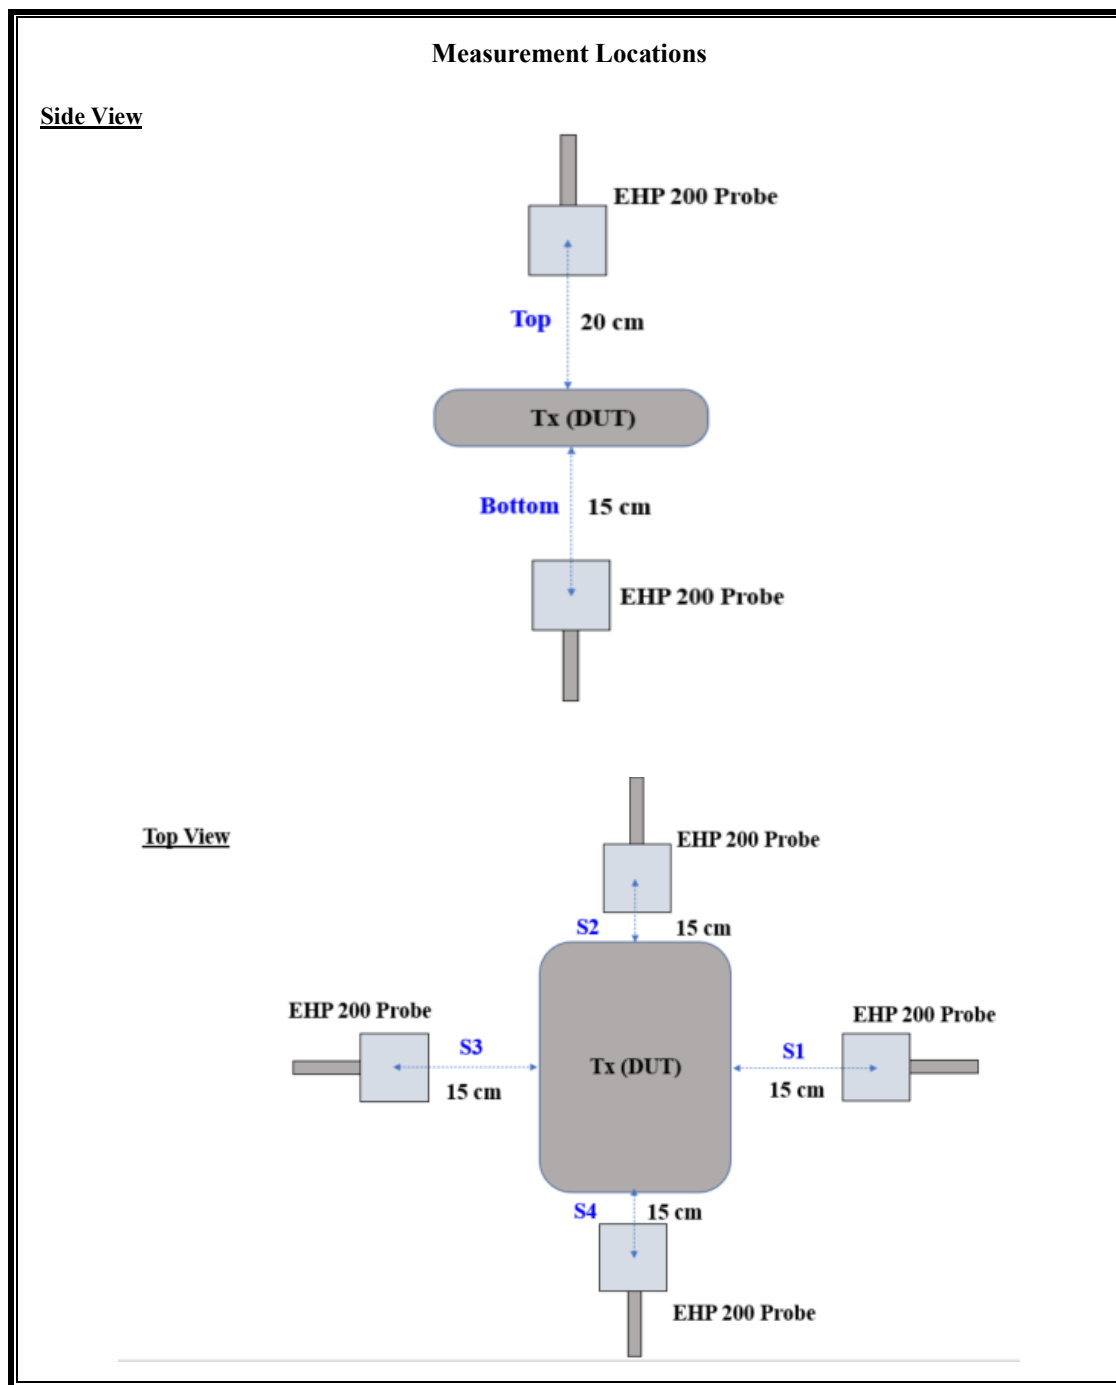 Measurement Locations
Side View
EHP 200 Probe
Top 20 cm
Tx (DUT)
Bottom 15 cm
EHP 200 Probe
Top View
EHP 200 Probe
S2 15 cm
EHP 200 Probe
EHP 200 Probe
S3
S1
Tx (DUT)
15 cm
15 cm
S4 15 cm
EHP 200 Probe